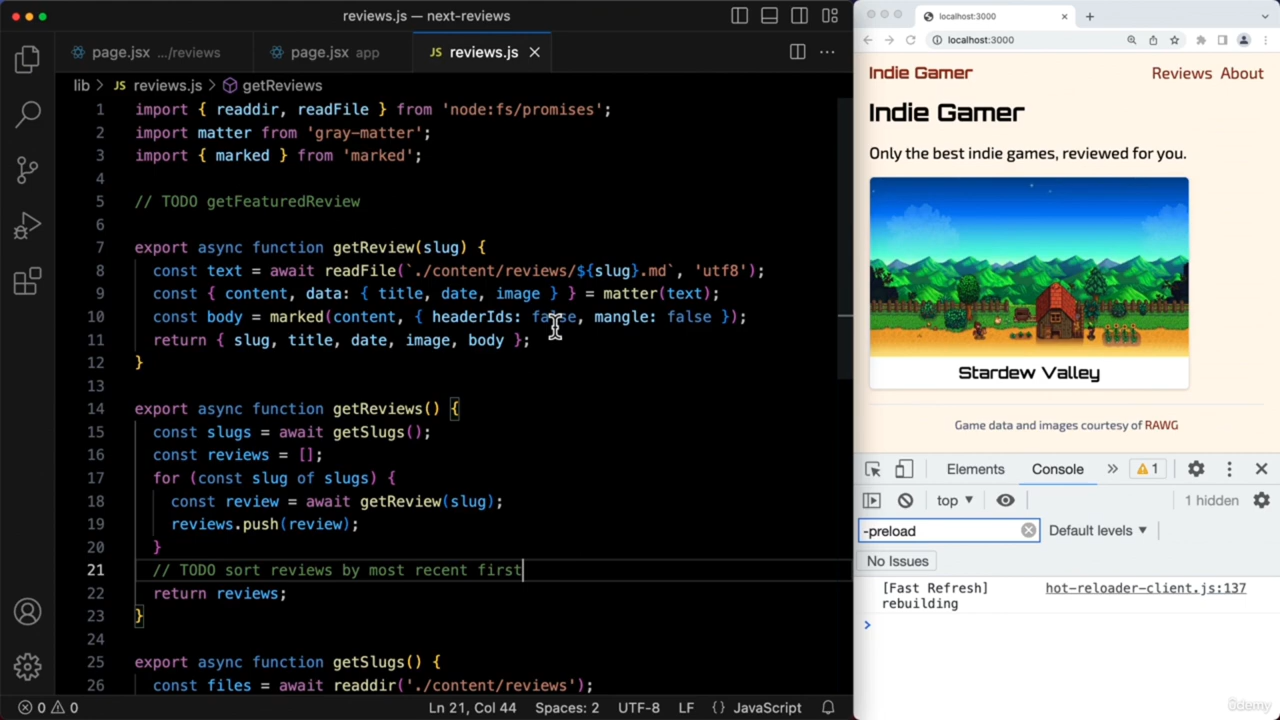 reviews.js — next-reviews
page.jsx .../reviews
page.jsx app
JS reviews.js
lib > JS reviews.js > getReviews
1 import { readdir, readFile } from 'node:fs/promises';
2 import matter from 'gray-matter';
3 import { marked } from 'marked';
4
5 // TODO getFeaturedReview
6
7 export async function getReview(slug) {
8 const text = await readFile(`./content/reviews/${slug}.md`, 'utf8');
9 const { content, data: { title, date, image } } = matter(text);
10 const body = marked(content, { headerIds: false, mangle: false });
11 return { slug, title, date, image, body };
12 }
13
14 export async function getReviews() {
15 const slugs = await getSlugs();
16 const reviews = [];
17 for (const slug of slugs) {
18 const review = await getReview(slug);
19 reviews.push(review);
20 }
21 // TODO sort reviews by most recent first
22 return reviews;
23 }
24
25 export async function getSlugs() {
26 const files = await readdir('./content/reviews');
0 0
Ln 21, Col 44 Spaces: 2 UTF-8 LF {} JavaScript
localhost:3000
localhost:3000
Indie Gamer Reviews About
Indie Gamer
Only the best indie games, reviewed for you.
Stardew Valley
Game data and images courtesy of RAWG
Elements Console » 1
top ▼ 1 hidden
-preload Default levels ▼
No Issues
[Fast Refresh] hot-reloader-client.js:137
rebuilding
>
ûdemy